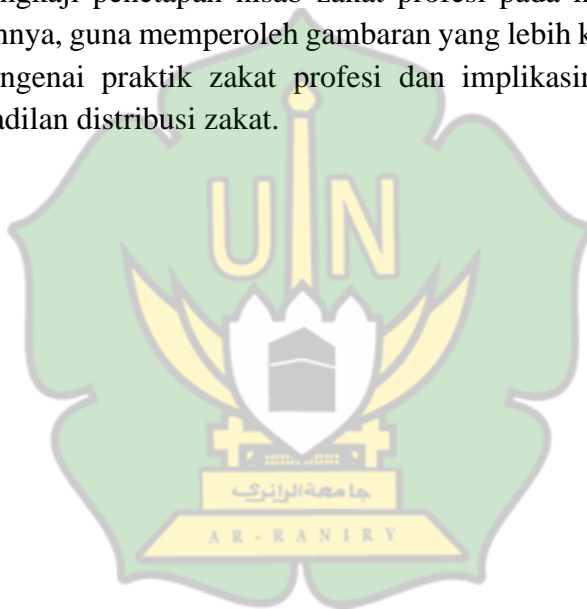 ngkaji penetapan nisab zakat profesi pada
nnya, guna memperoleh gambaran yang lebih
ngenai praktik zakat profesi dan
adilan distribusi zakat.
UIN
جامعة الرانري
AR-RANIRY